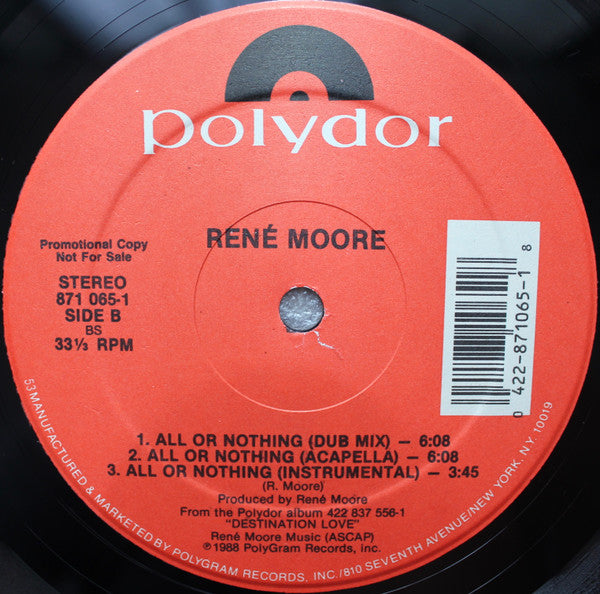 polydor
RENÉ MOORE
Promotional Copy
Not For Sale
STEREO
871 065-1
SIDE B
BS
33⅓ RPM
0 422-871065-1 8
1. ALL OR NOTHING (DUB MIX) — 6:08
2. ALL OR NOTHING (ACAPELLA) — 6:08
3. ALL OR NOTHING (INSTRUMENTAL) — 3:45
(R. Moore)
Produced by René Moore
From the Polydor album 422 837 556-1
"DESTINATION LOVE"
René Moore Music (ASCAP)
℗1988 PolyGram Records, Inc.
53 MANUFACTURED & MARKETED BY POLYGRAM RECORDS, INC./810 SEVENTH AVENUE/NEW YORK, N.Y. 10019